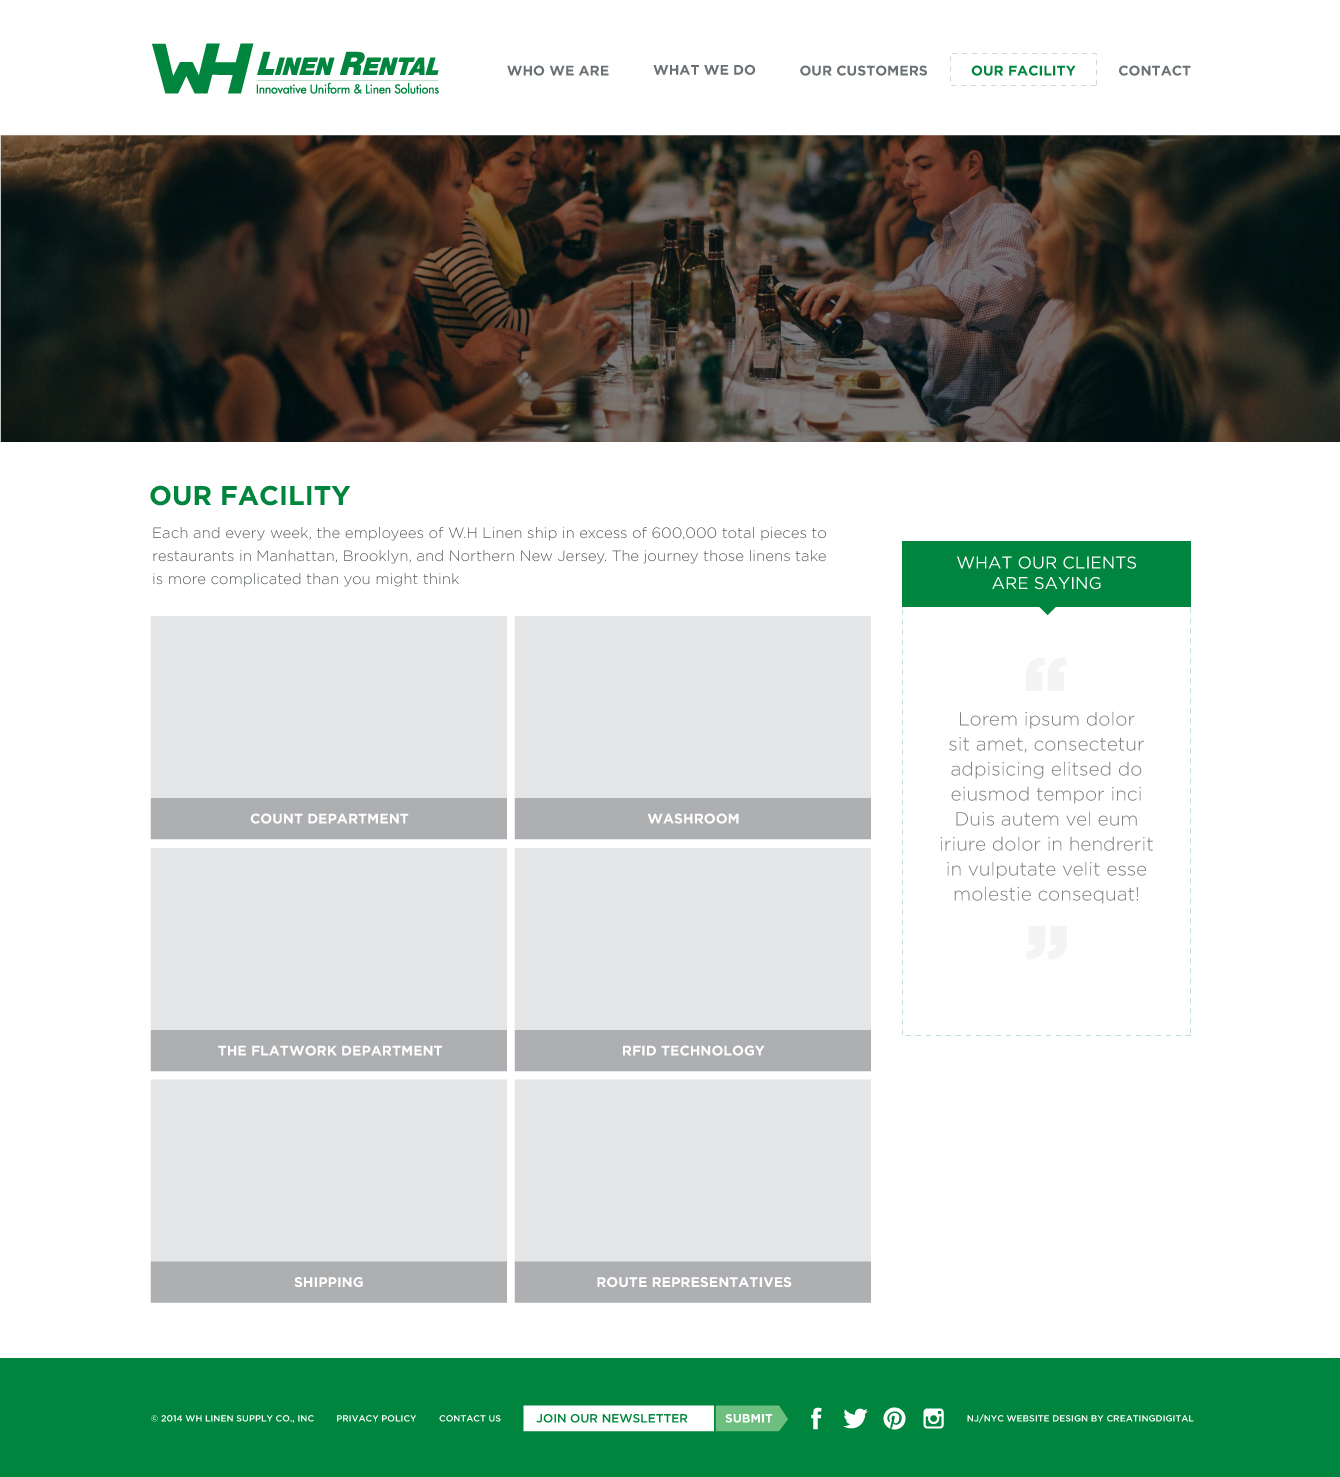 WH LINEN RENTAL
Innovative Uniform & Linen Solutions
WHO WE ARE
WHAT WE DO
OUR CUSTOMERS
OUR FACILITY
CONTACT
OUR FACILITY
Each and every week, the employees of W.H Linen ship in excess of 600,000 total pieces to
restaurants in Manhattan, Brooklyn, and Northern New Jersey. The journey those linens take
is more complicated than you might think
COUNT DEPARTMENT
WASHROOM
THE FLATWORK DEPARTMENT
RFID TECHNOLOGY
SHIPPING
ROUTE REPRESENTATIVES
WHAT OUR CLIENTS
ARE SAYING
“
Lorem ipsum dolor
sit amet, consectetur
adpisicing elitsed do
eiusmod tempor inci
Duis autem vel eum
iriure dolor in hendrerit
in vulputate velit esse
molestie consequat!
”
© 2014 WH LINEN SUPPLY CO., INC
PRIVACY POLICY
CONTACT US
JOIN OUR NEWSLETTER
SUBMIT
NJ/NYC WEBSITE DESIGN BY CREATINGDIGITAL